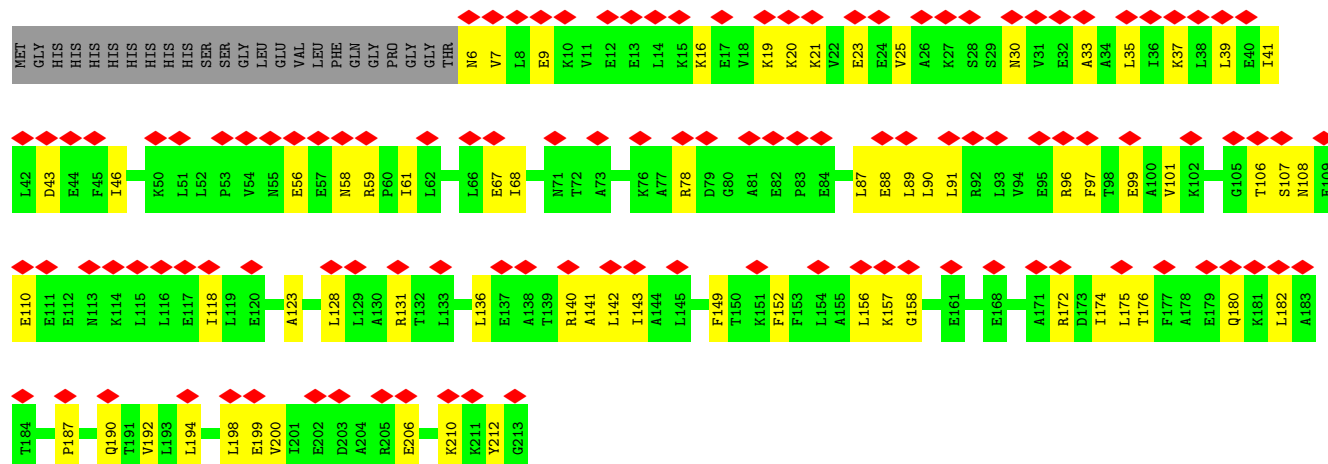 MET GLY HIS HIS HIS HIS HIS HIS HIS HIS HIS HIS SER SER GLY LEU GLU VAL LEU PHE GLN GLY PRO GLY GLY THR N6 V7 L8 E9 K10 V11 E12 E13 L14 K15 K16 E17 V18 K19 K20 K21 V22 E23 E24 V25 A26 K27 S28 S29 N30 V31 E32 A33 A34 L35 I36 K37 L38 L39 E40 I41
L42 D43 E44 F45 I46 K50 L51 L52 P53 V54 N55 E56 E57 N58 R59 P60 I61 L62 L66 E67 I68 N71 T72 A73 K76 A77 R78 D79 G80 A81 E82 P83 E84 L87 E88 L89 L90 L91 R92 L93 V94 E95 R96 F97 T98 E99 A100 V101 K102 G105 T106 S107 N108 E109
E110 E111 E112 N113 K114 L115 L116 E117 I118 L119 E120 A123 L128 L129 A130 R131 T132 L133 L136 E137 A138 T139 R140 A141 L142 I143 A144 L145 F149 T150 K151 F152 F153 L154 A155 L156 K157 G158 E161 E168 A171 R172 D173 I174 L175 T176 F177 A178 E179 Q180 K181 L182 A183
T184 P187 Q190 T191 V192 L193 L194 L198 E199 V200 I201 E202 D203 A204 R205 E206 K210 K211 Y212 G213